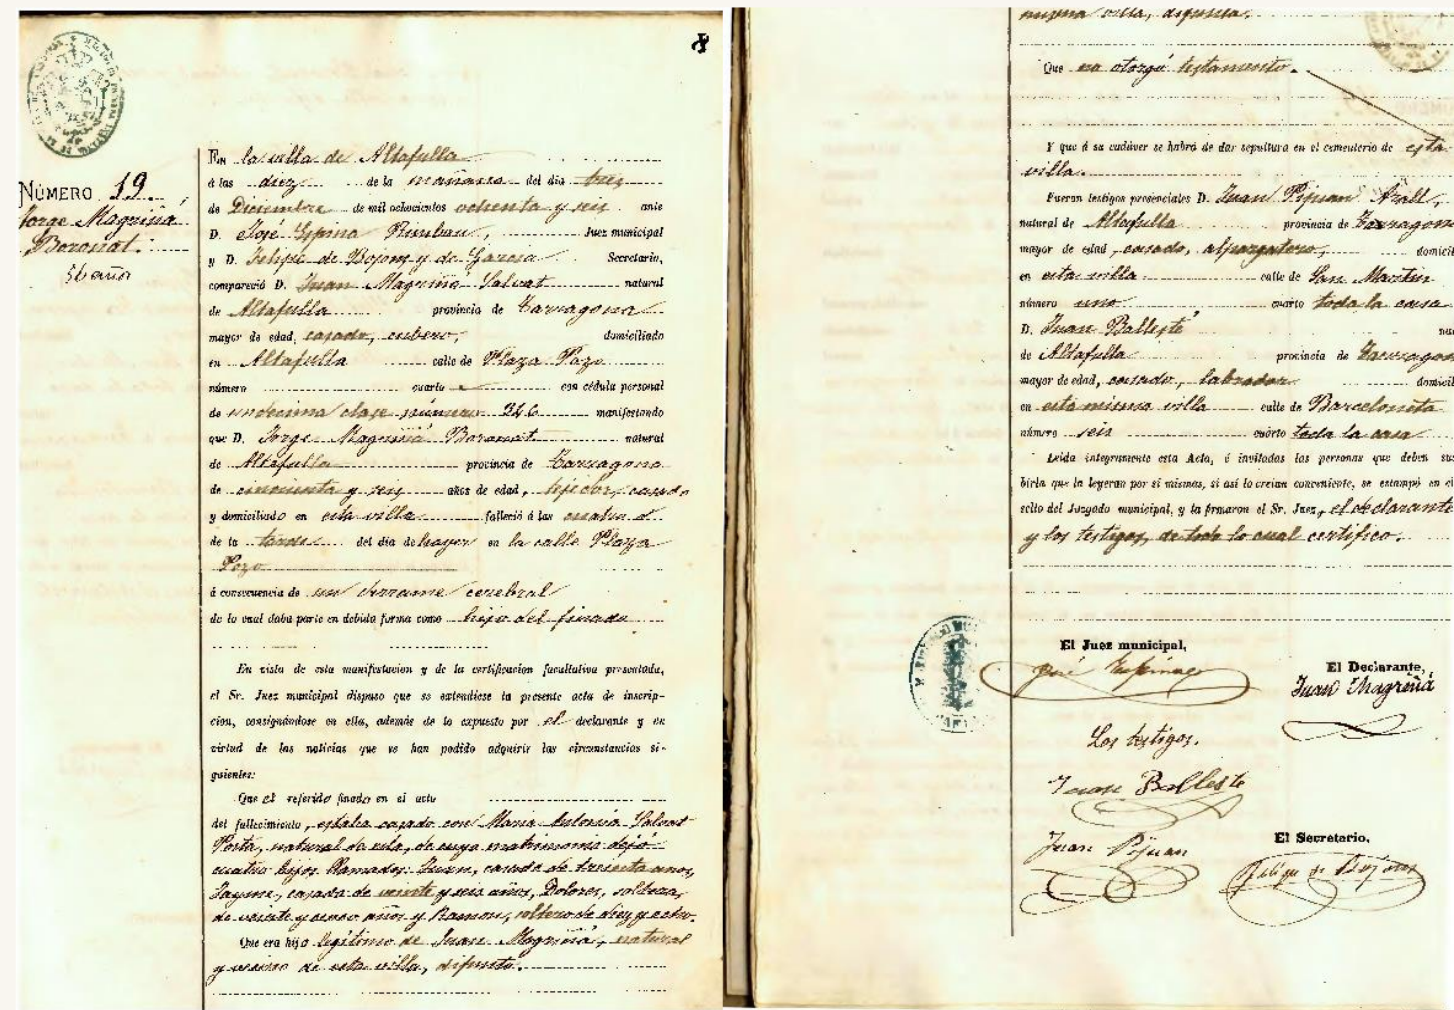 8
NÚMERO 19
Jorge Magriñá
Boronat.
56 años
EN la villa de Altafulla
á las diez de la mañana del dia tres
de Diciembre de mil ochocientos ochenta y seis ante
D. José Espina Rimbau, Juez municipal
y D. Felipe de Bojons y de Garcia Secretario,
compareció D. Juan Magriñá Salvat natural
de Altafulla provincia de Tarragona
mayor de edad, casado, cubero, domiciliado
en Altafulla calle de Plaza Pozo
número cuarto con cédula personal
de undecima clase número 346 manifestando
que D. Jorge Magriñá Boronat natural
de Altafulla provincia de Tarragona
de cincuenta y seis años de edad, tejedor, casado
y domiciliado en esta villa falleció á las cuatro
de la tarde del dia de hayer en la calle Plaza
Pozo
á consecuencia de un derrame cerebral
de lo cual daba parte en debida forma como hijo del finado
En vista de esta manifestacion y de la certificacion facultativa presentada,
el Sr. Juez municipal dispuso que se extendiese la presente acta de inscrip-
cion, consignándose en ella, además de lo expuesto por el declarante y en
virtud de las noticias que se han podido adquirir las circunstancias si-
guientes:
Que el referido finado en el acto
del fallecimiento, estaba casado con Maria Antonia Salvat
Porta, natural de esta, de cuyo matrimonio dejó
cuatro hijos llamados: Juan, casado de treinta años,
Jayme, casado de veinte y seis años, Dolores, soltera,
de veinte y cinco años y Ramon, soltero de diez y ocho.
Que era hijo legítimo de Juan Magriñá, natural
y vecino de esta villa, difunto.
misma villa, difunta.
Que no otorgó testamento.
Y que á su cadáver se habrá de dar sepultura en el cementerio de esta
villa.
Fueron testigos presenciales D. Juan Pijuan
natural de Altafulla provincia de Tarragona
mayor de edad, casado, alpargatero, domicil
en esta villa calle de San Martin
número uno cuarto toda la casa
D. Juan Ballesté nat
de Altafulla provincia de Tarragon
mayor de edad, casado, labrador domicil
en esta misma villa calle de Barceloneta
número seis cuarto toda la casa
Leida integramente esta Acta, é invitadas las personas que deben sus
birla que la leyeran por sí mismas, si así lo creian conveniente, se estampó en el
sello del Juzgado municipal, y la firmaron el Sr. Juez, el declarante
y los testigos, de todo lo cual certifico.
El Juez municipal,
José Espina
El Declarante,
Juan Magriñá
Los testigos.
Juan Balleste
Juan Pijuan
El Secretario,
Felipe de Bojons